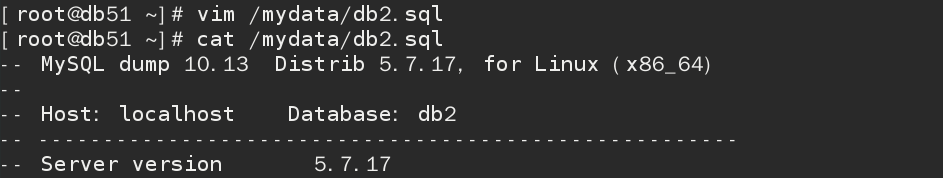 [root@db51 ~]# vim /mydata/db2.sql
[root@db51 ~]# cat /mydata/db2.sql
-- MySQL dump 10.13  Distrib 5.7.17, for Linux (x86_64)
--
-- Host: localhost    Database: db2
-- ------------------------------------------------------
-- Server version       5.7.17